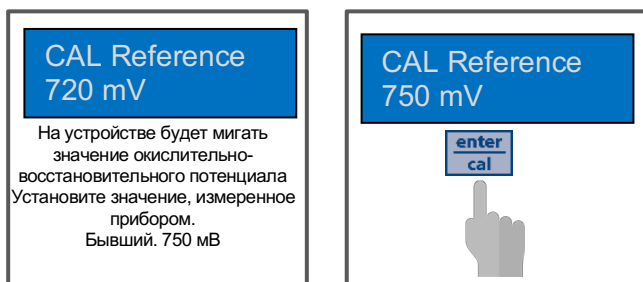 CAL Reference
720 mV
На устройстве будет мигать
значение окислительно-
восстановительного потенциала
Установите значение, измеренное
прибором.
Бывший. 750 мВ
CAL Reference
750 mV
enter
cal